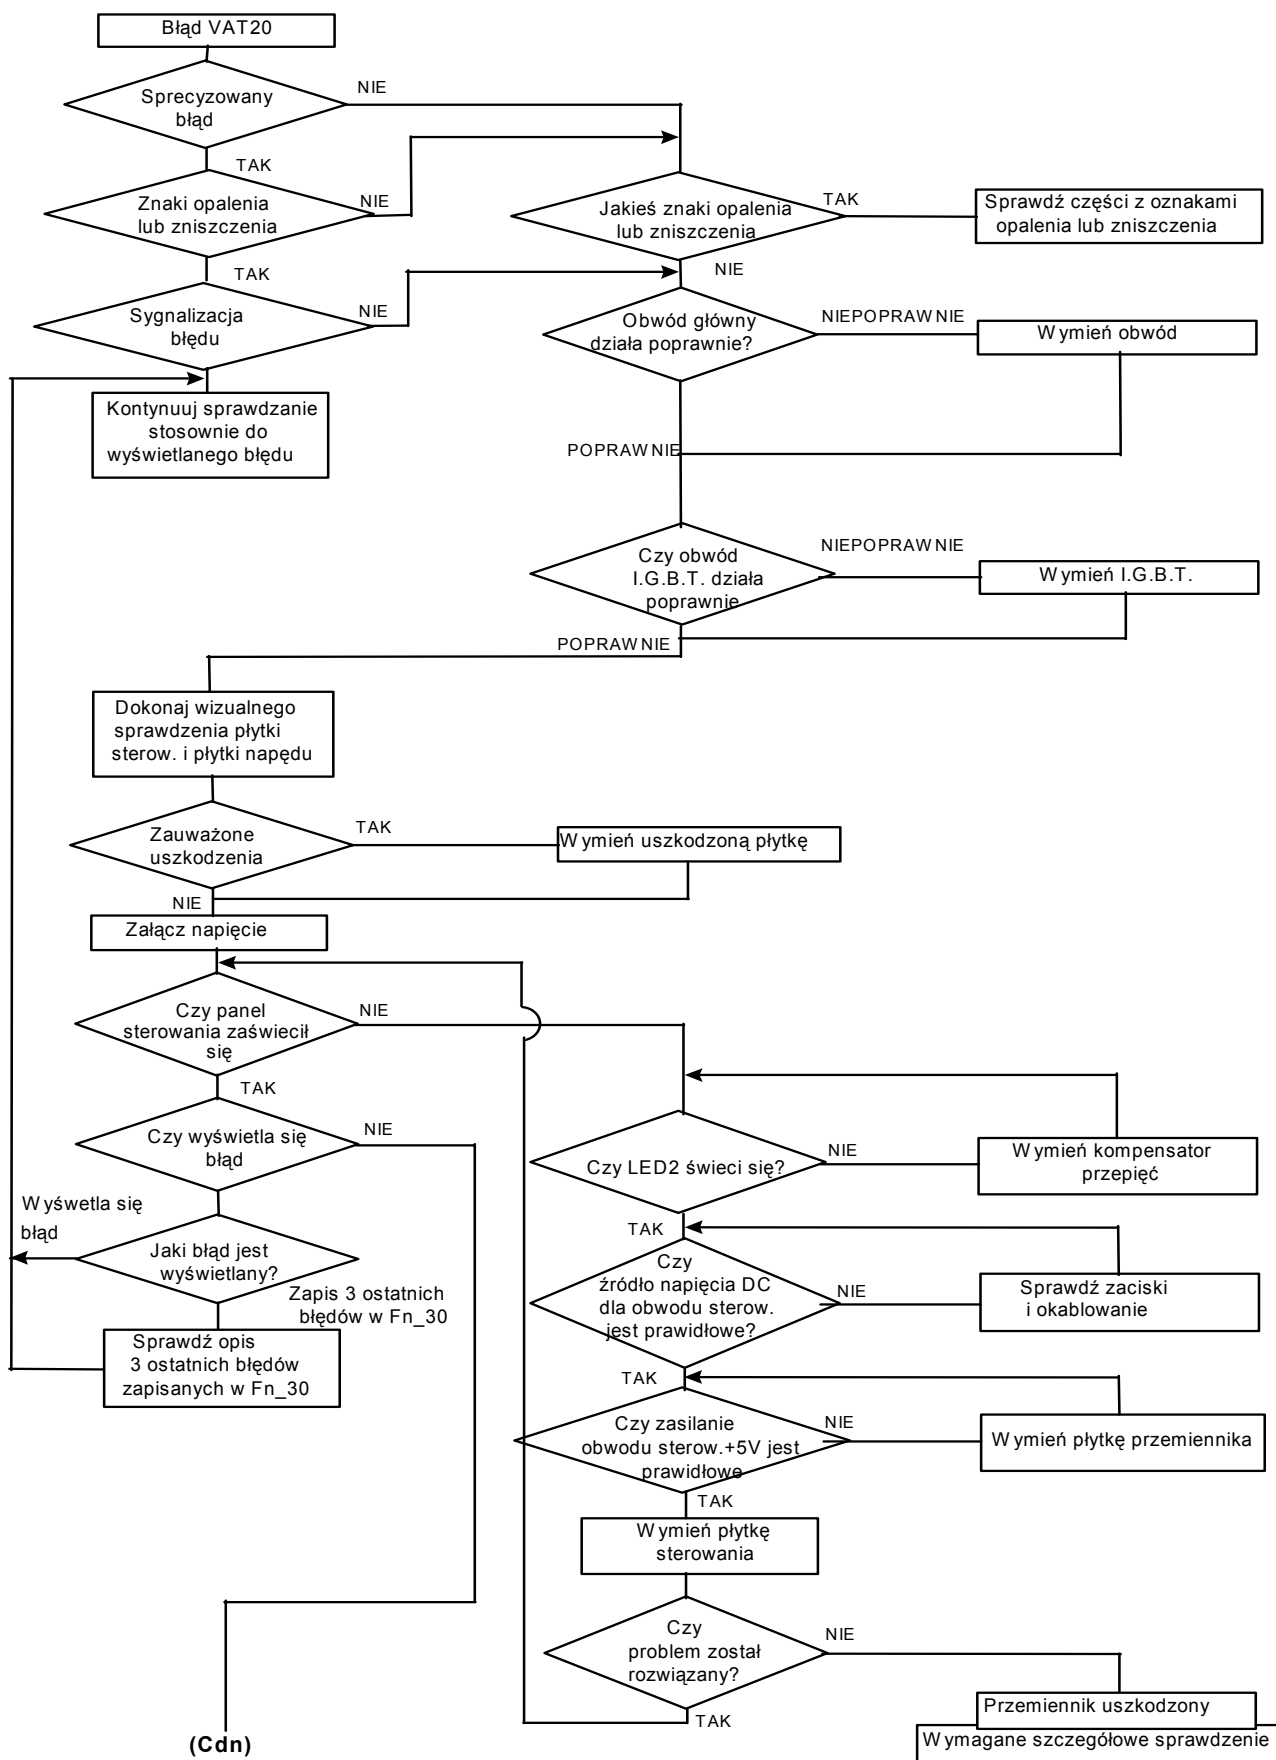 Błąd VAT20
NIE
Sprecyzowany
błąd
TAK
Znaki opalenia
lub zniszczenia
NIE
Jakieś znaki opalenia
lub zniszczenia
TAK
Sprawdź części z oznakami
opalenia lub zniszczenia
TAK
NIE
Sygnalizacja
błędu
NIE
Obwód główny
działa poprawnie?
NIEPOPRAWNIE
Wymień obwód
Kontynuuj sprawdzanie
stosownie do
wyświetlanego błędu
POPRAWNIE
Czy obwód
I.G.B.T. działa
poprawnie
NIEPOPRAWNIE
Wymień I.G.B.T.
POPRAWNIE
Dokonaj wizualnego
sprawdzenia płytki
sterow. i płytki napędu
Zauważone
uszkodzenia
TAK
Wymień uszkodzoną płytkę
NIE
Załącz napięcie
Czy panel
sterowania zaświecił
się
NIE
TAK
Czy wyświetla się
błąd
NIE
Czy LED2 świeci się?
NIE
Wymień kompensator
przepięć
Wyśwetla się
błąd
TAK
Jaki błąd jest
wyświetlany?
Czy
źródło napięcia DC
dla obwodu sterow.
jest prawidłowe?
NIE
Sprawdź zaciski
i okablowanie
Zapis 3 ostatnich
błędów w Fn_30
Sprawdź opis
3 ostatnich błędów
zapisanych w Fn_30
TAK
Czy zasilanie
obwodu sterow.+5V jest
prawidłowe
NIE
Wymień płytkę przemiennika
TAK
Wymień płytkę
sterowania
Czy
problem został
rozwiązany?
NIE
Przemiennik uszkodzony
TAK
Wymagane szczegółowe sprawdzenie
(Cdn)